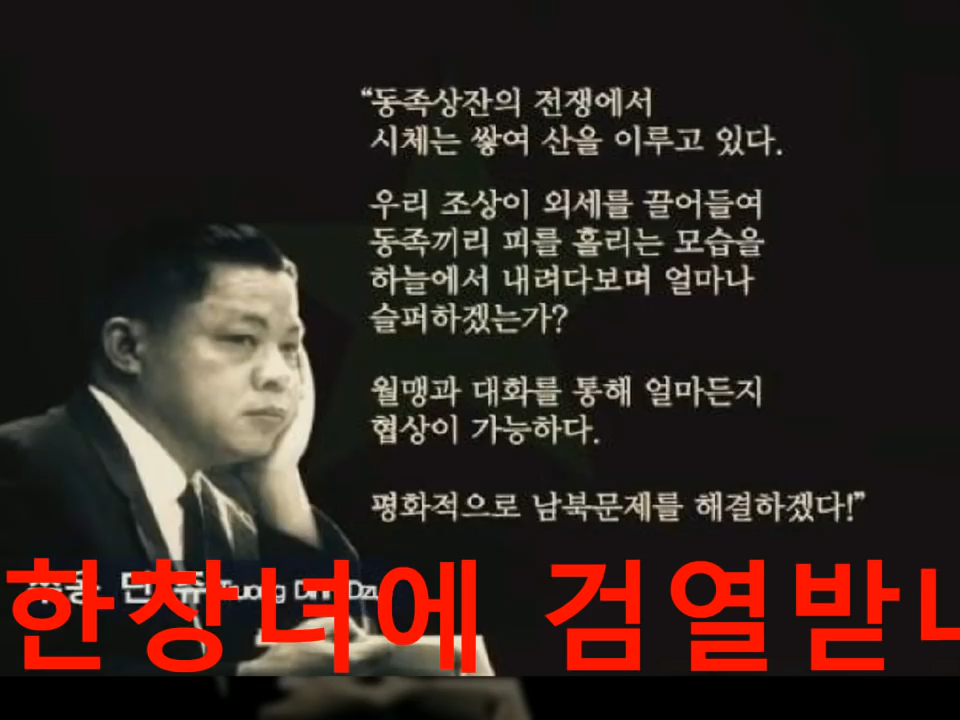 “동족상잔의 전쟁에서
시체는 쌓여 산을 이루고 있다.
우리 조상이 외세를 끌어들여
동족끼리 피를 흘리는 모습을
하늘에서 내려다보며 얼마나
슬퍼하겠는가?
월맹과 대화를 통해 얼마든지
협상이 가능하다.
평화적으로 남북문제를 해결하겠다!”
Dzu
한창녀에 검열받